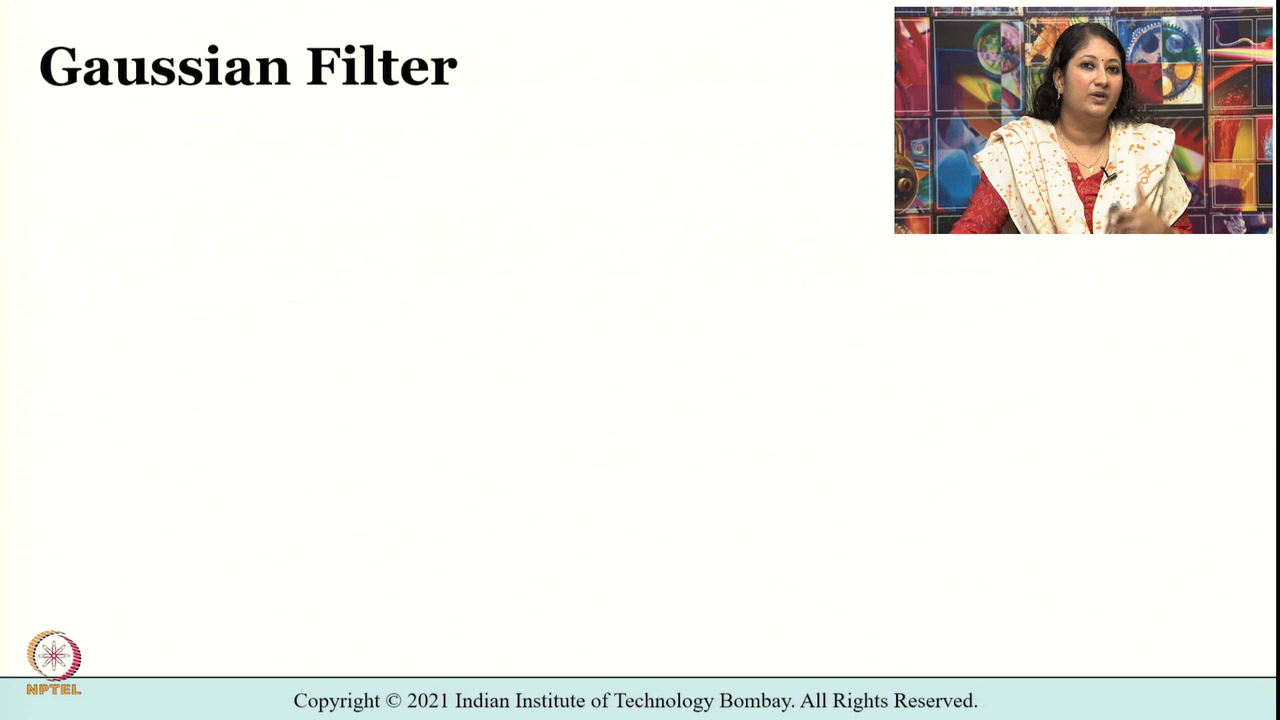 Gaussian Filter
NPTEL
Copyright © 2021 Indian Institute of Technology Bombay. All Rights Reserved.